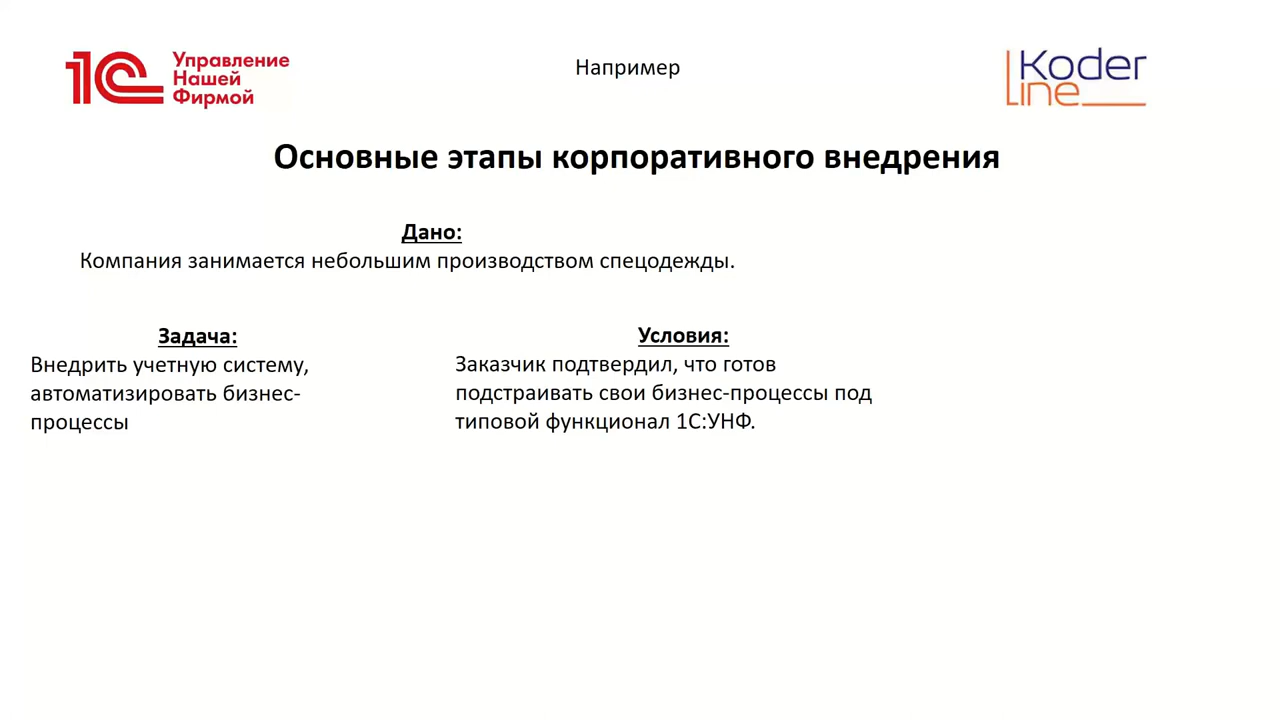 1С Управление
Нашей
Фирмой
Например
Koder
Line
Основные этапы корпоративного внедрения
Дано:
Компания занимается небольшим производством спецодежды.
Задача:
Внедрить учетную систему,
автоматизировать бизнес-
процессы
Условия:
Заказчик подтвердил, что готов
подстраивать свои бизнес-процессы под
типовой функционал 1С:УНФ.